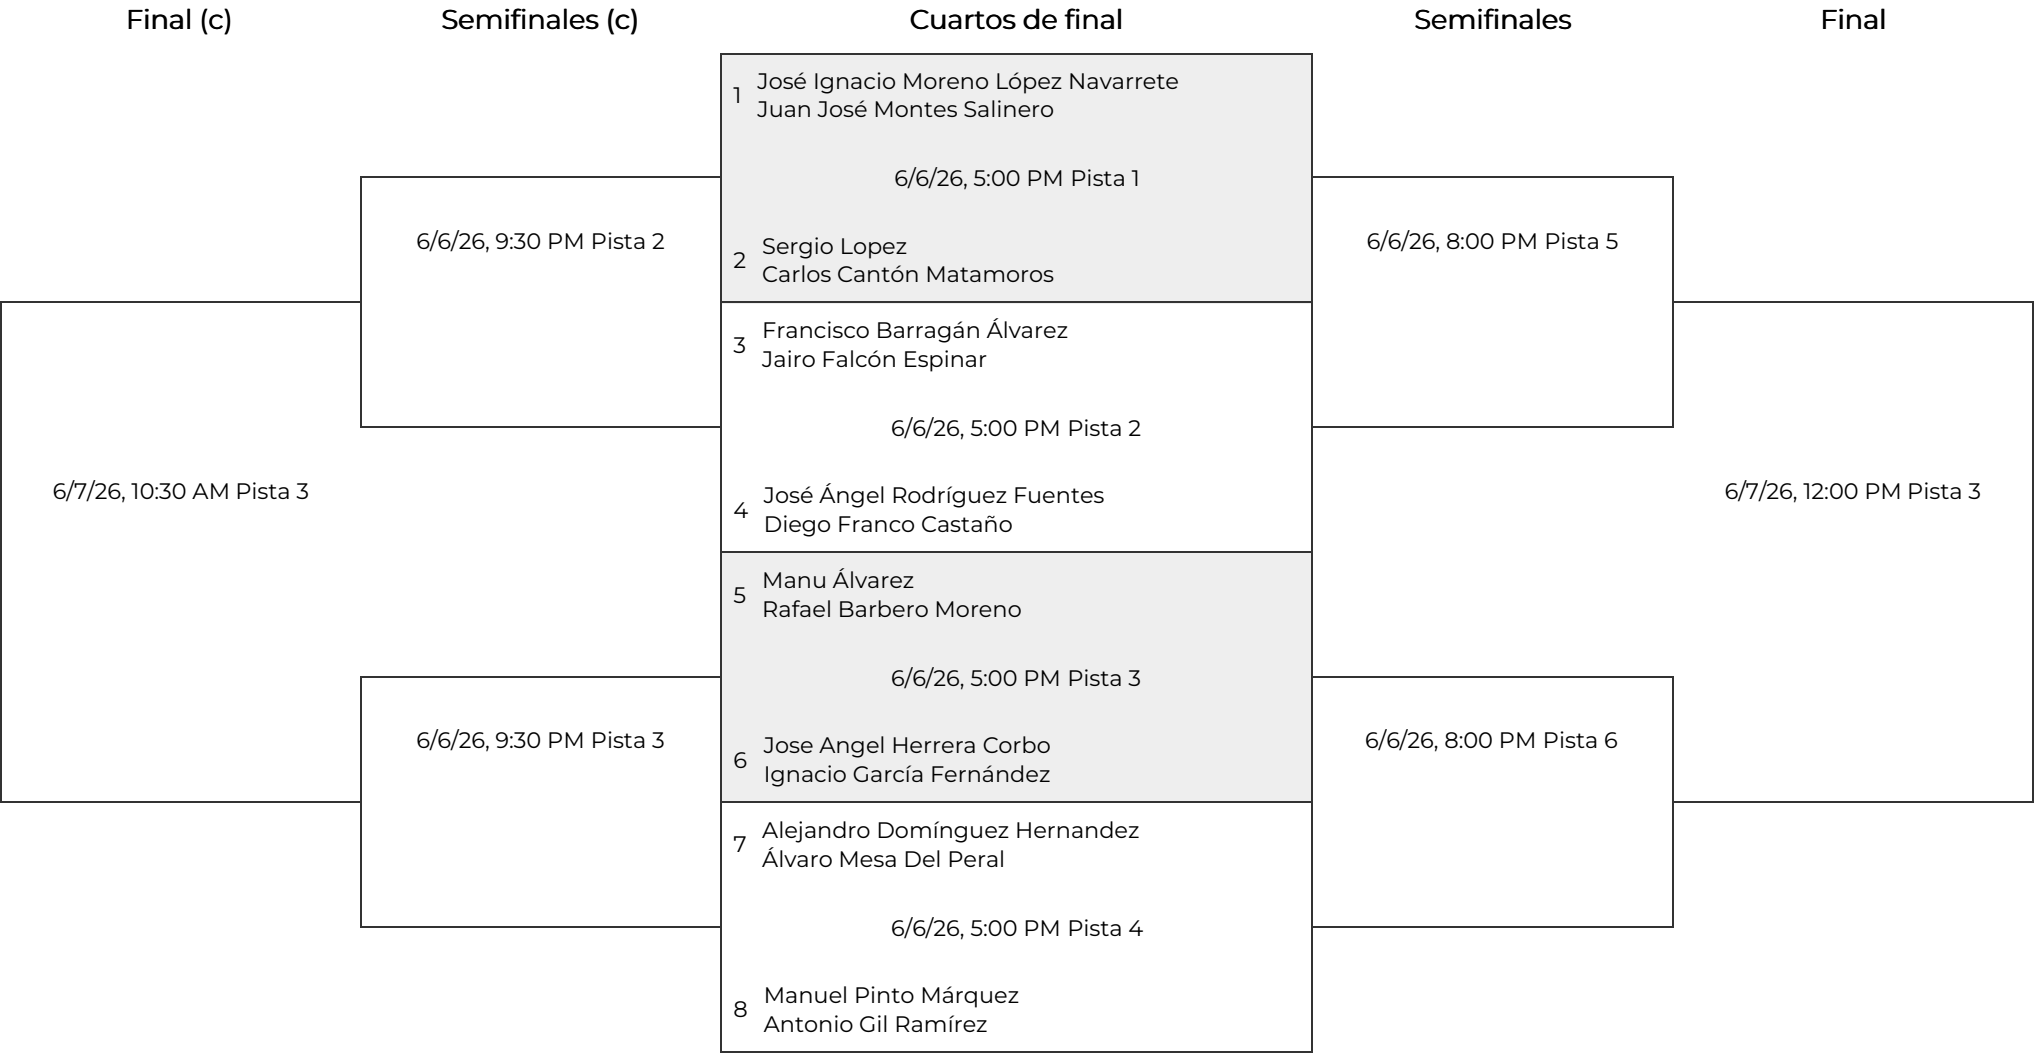 Final (c)
Semifinales (c)
Cuartos de final
Semifinales
Final
1
José Ignacio Moreno López Navarrete
Juan José Montes Salinero
6/6/26, 5:00 PM Pista 1
2
Sergio Lopez
Carlos Cantón Matamoros
3
Francisco Barragán Álvarez
Jairo Falcón Espinar
6/6/26, 5:00 PM Pista 2
4
José Ángel Rodríguez Fuentes
Diego Franco Castaño
5
Manu Álvarez
Rafael Barbero Moreno
6/6/26, 5:00 PM Pista 3
6
Jose Angel Herrera Corbo
Ignacio García Fernández
7
Alejandro Domínguez Hernandez
Álvaro Mesa Del Peral
6/6/26, 5:00 PM Pista 4
8
Manuel Pinto Márquez
Antonio Gil Ramírez
6/6/26, 9:30 PM Pista 2
6/6/26, 9:30 PM Pista 3
6/7/26, 10:30 AM Pista 3
6/6/26, 8:00 PM Pista 5
6/6/26, 8:00 PM Pista 6
6/7/26, 12:00 PM Pista 3